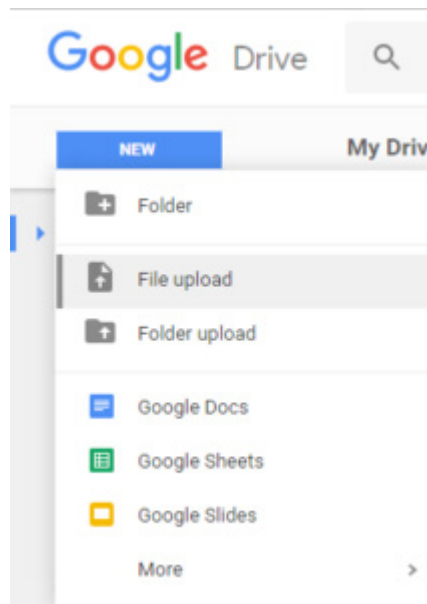 Google Drive
NEW
My Driv
Folder
File upload
Folder upload
Google Docs
Google Sheets
Google Slides
More